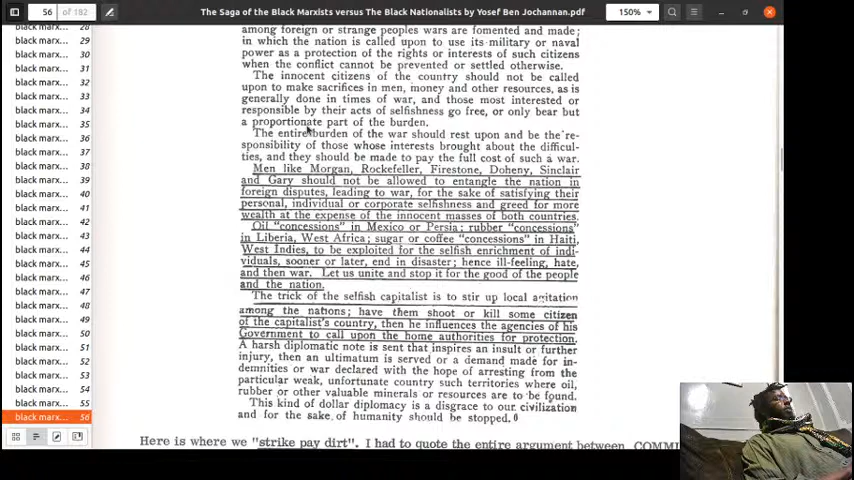 56 of 182
The Saga of the Black Marxists versus The Black Nationalists by Yosef Ben Jochannan.pdf
150%
black marx... 28
black marx... 29
black marx... 30
black marx... 31
black marx... 32
black marx... 33
black marx... 34
black marx... 35
black marx... 36
black marx... 37
black marx... 38
black marx... 39
black marx... 40
black marx... 41
black marx... 42
black marx... 43
black marx... 44
black marx... 45
black marx... 46
black marx... 47
black marx... 48
black marx... 49
black marx... 50
black marx... 51
black marx... 52
black marx... 53
black marx... 54
black marx... 55
black marx... 56
among foreign or strange peoples wars are fomented and made;
in which the nation is called upon to use its military or naval
power as a protection of the rights or interests of such citizens
when the conflict cannot be prevented or settled otherwise.
The innocent citizens of the country should not be called
upon to make sacrifices in men, money and other resources, as is
generally done in times of war, and those most interested or
responsible by their acts of selfishness go free, or only bear but
a proportionate part of the burden.
The entire burden of the war should rest upon and be the re-
sponsibility of those whose interests brought about the difficul-
ties, and they should be made to pay the full cost of such a war.
Men like Morgan, Rockefeller, Firestone, Doheny, Sinclair
and Gary should not be allowed to entangle the nation in
foreign disputes, leading to war, for the sake of satisfying their
personal, individual or corporate selfishness and greed for more
wealth at the expense of the innocent masses of both countries.
Oil "concessions" in Mexico or Persia; rubber "concessions"
in Liberia, West Africa; sugar or coffee "concessions" in Haiti,
West Indies, to be exploited for the selfish enrichment of indi-
viduals, sooner or later, end in disaster; hence ill-feeling, hate,
and then war. Let us unite and stop it for the good of the people
and the nation.
The trick of the selfish capitalist is to stir up local agitation
among the nations; have them shoot or kill some citizen
of the capitalist's country, then he influences the agencies of his
Government to call upon the home authorities for protection.
A harsh diplomatic note is sent that inspires an insult or further
injury, then an ultimatum is served or a demand made for in-
demnities or war declared with the hope of arresting from the
particular weak, unfortunate country such territories where oil,
rubber or other valuable minerals or resources are to be found.
This kind of dollar diplomacy is a disgrace to our civilization
and for the sake of humanity should be stopped.
Here is where we "strike pay dirt". I had to quote the entire argument between COMM